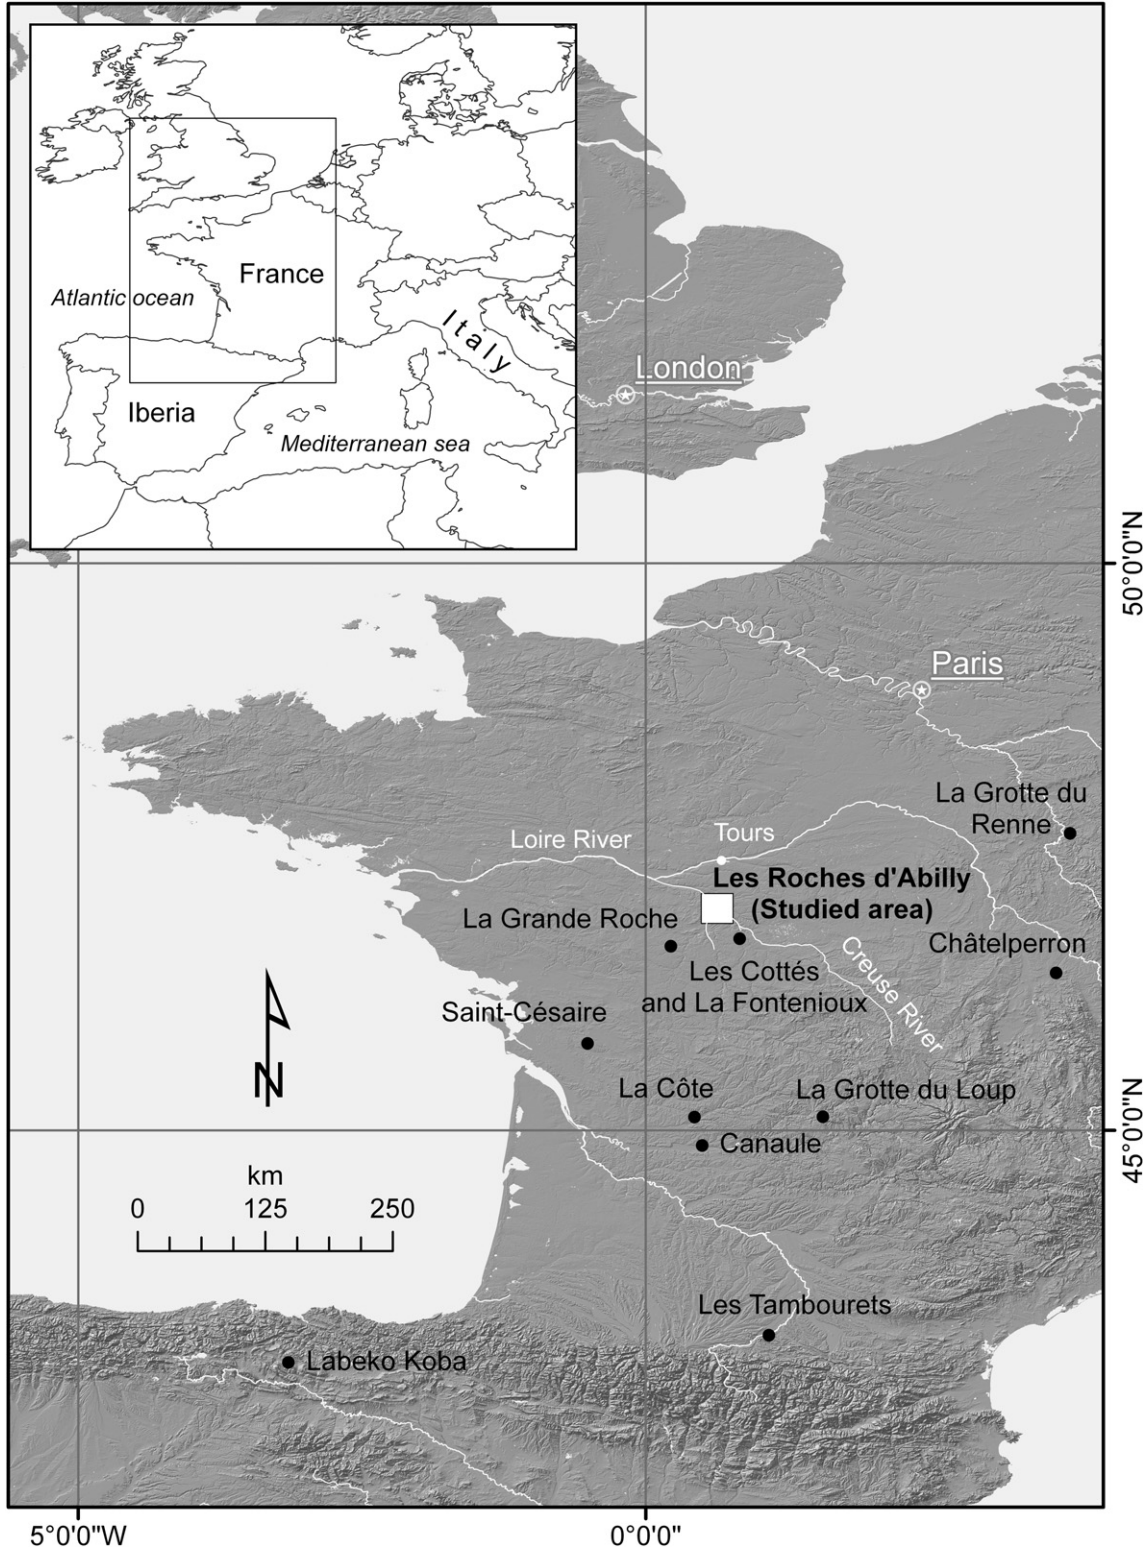 France
Atlantic ocean
Italy
Iberia
Mediterranean sea
London
50°0'0"N
Paris
La Grotte du
Renne
Loire River
Tours
Les Roches d'Abilly
(Studied area)
La Grande Roche
Châtelperron
Les Cottés
and La Fontenioux
Creuse River
Saint-Césaire
N
La Côte
La Grotte du Loup
Canaule
45°0'0"N
km
0 125 250
Les Tambourets
Labeko Koba
5°0'0"W
0°0'0"